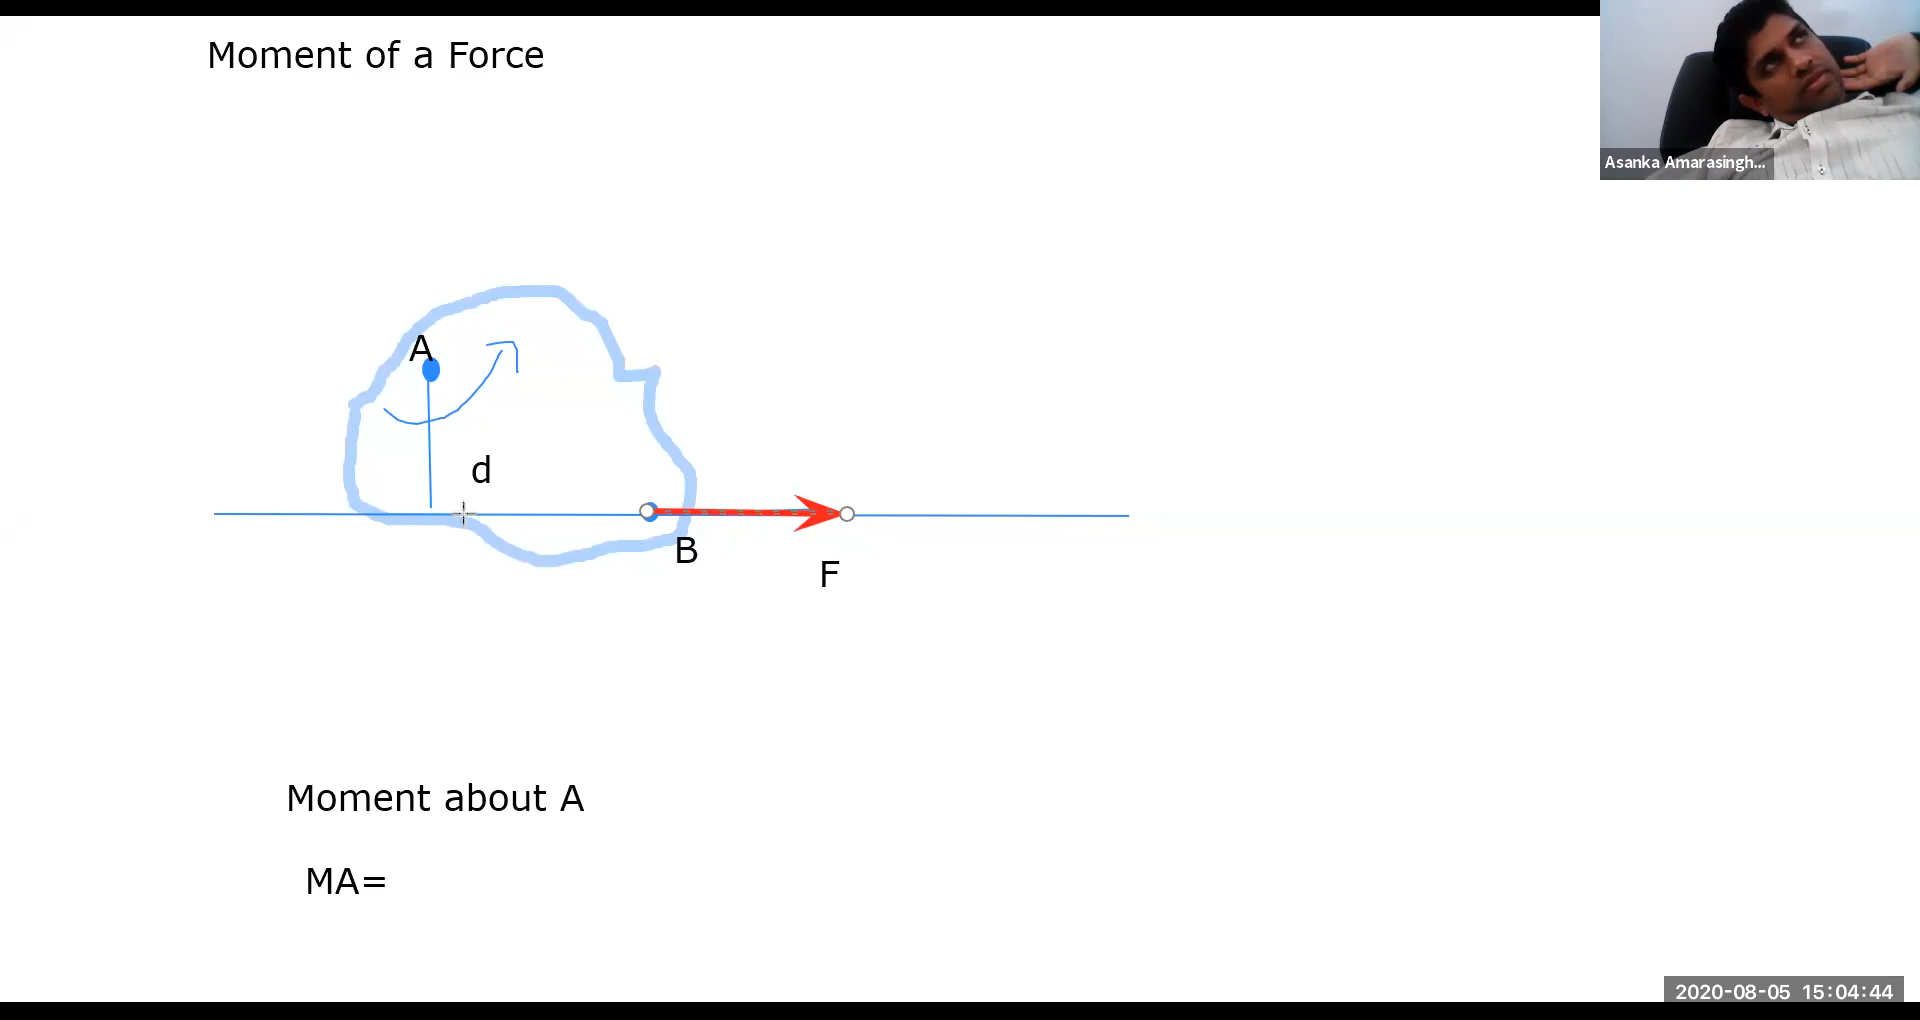 Moment of a Force
Asanka Amarasingh...
A
d
B
F
Moment about A
MA=
2020-08-05 15:04:44